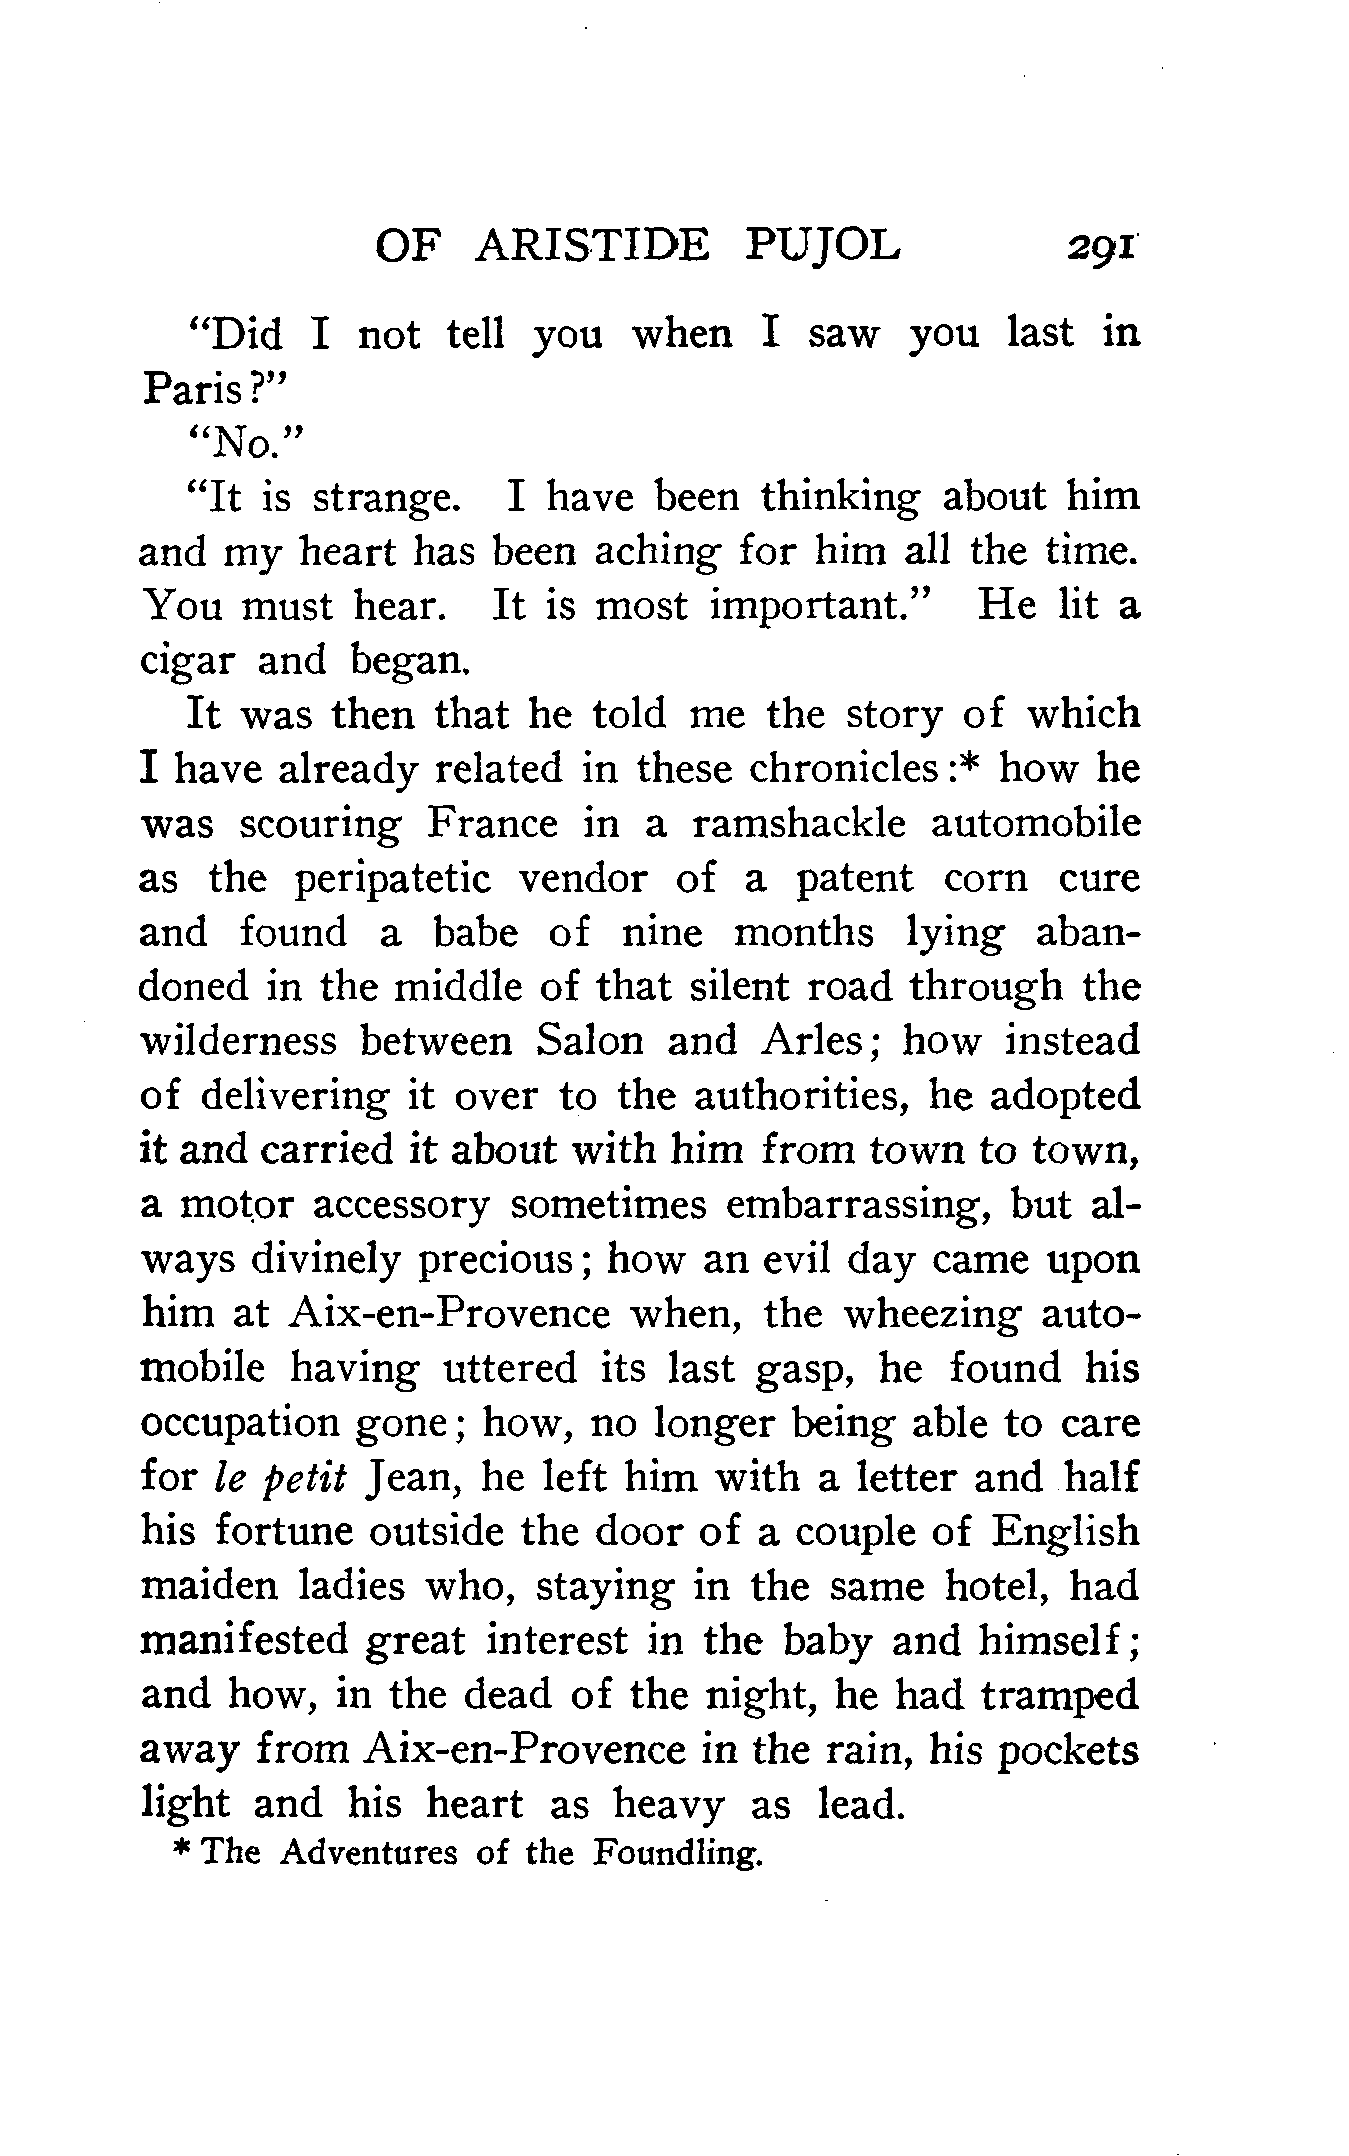 OF ARISTIDE PUJOL 291
"Did I not tell you when I saw you last in
Paris?"
"No."
"It is strange. I have been thinking about him
and my heart has been aching for him all the time.
You must hear. It is most important." He lit a
cigar and began.
It was then that he told me the story of which
I have already related in these chronicles:* how he
was scouring France in a ramshackle automobile
as the peripatetic vendor of a patent corn cure
and found a babe of nine months lying aban-
doned in the middle of that silent road through the
wilderness between Salon and Arles; how instead
of delivering it over to the authorities, he adopted
it and carried it about with him from town to town,
a motor accessory sometimes embarrassing, but al-
ways divinely precious; how an evil day came upon
him at Aix-en-Provence when, the wheezing auto-
mobile having uttered its last gasp, he found his
occupation gone; how, no longer being able to care
for le petit Jean, he left him with a letter and half
his fortune outside the door of a couple of English
maiden ladies who, staying in the same hotel, had
manifested great interest in the baby and himself;
and how, in the dead of the night, he had tramped
away from Aix-en-Provence in the rain, his pockets
light and his heart as heavy as lead.
* The Adventures of the Foundling.